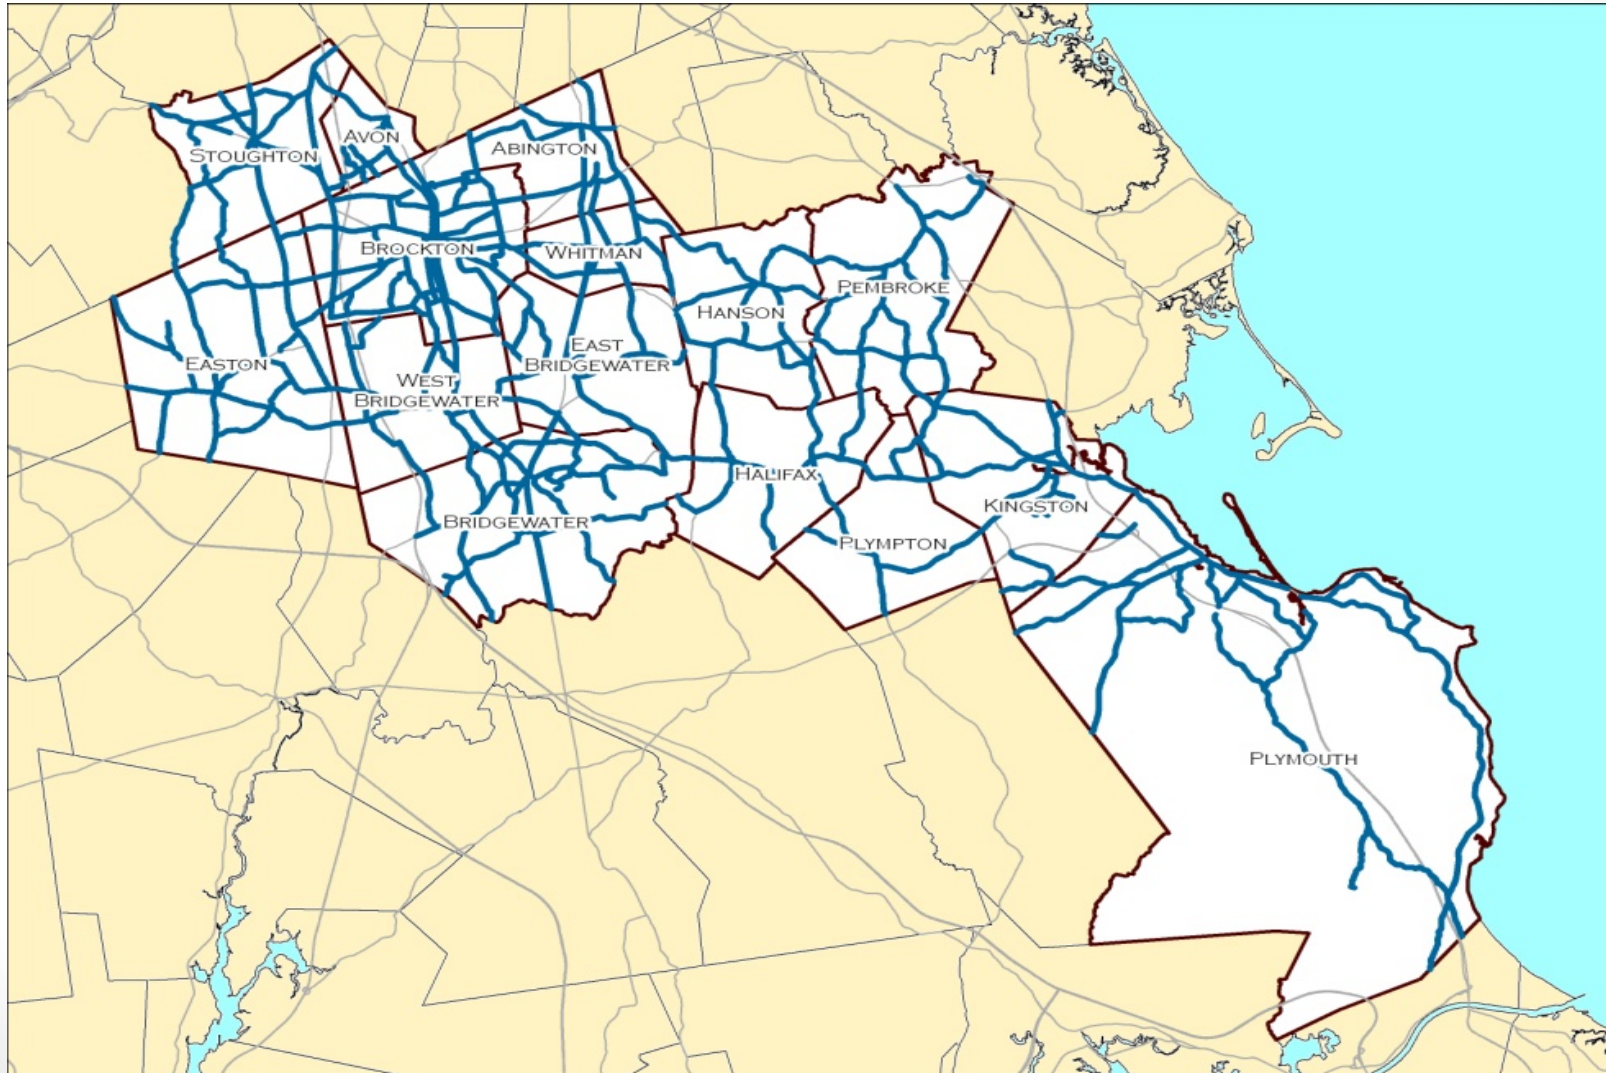 AVON
STOUGHTON
ABINGTON
BROCKTON
WHITMAN
PEMBROKE
HANSON
EASTON
EAST
BRIDGEWATER
WEST
BRIDGEWATER
HALIFAX
KINGSTON
BRIDGEWATER
PLYMPTON
PLYMOUTH